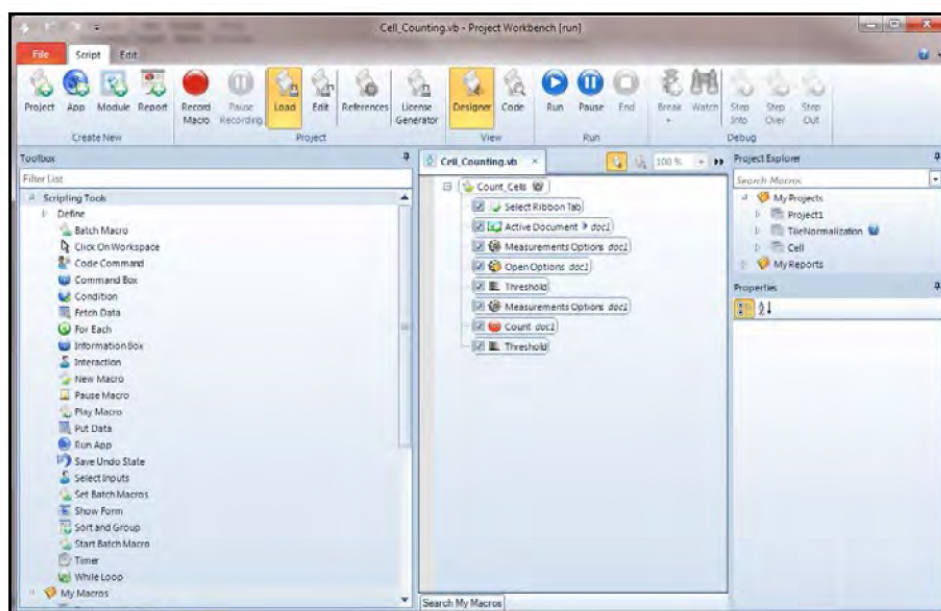 Cell_Counting.vb - Project Workbench [run]
File Script Edit
Project App Module Report Record Macro Pause Recording Load Edit References License Generator Designer Code Run Pause End Break Watch Step Into Step Over Step Out
Create New Project View Run Debug
Toolbox
Filter List
Scripting Tools
Define
Batch Macro
Click On Workspace
Code Command
Command Box
Condition
Fetch Data
For Each
Information Box
Interaction
New Macro
Pause Macro
Play Macro
Put Data
Run App
Save Undo State
Select Inputs
Set Batch Macros
Show Form
Sort and Group
Start Batch Macro
Timer
While Loop
My Macros
Cell_Counting.vb × 100 %
Count_Cells
Select Ribbon Tab
Active Document doc1
Measurements Options doc1
Open Options doc1
Threshold
Measurements Options doc1
Count doc1
Threshold
Search My Macros
Project Explorer
Search Macros
My Projects
Project1
TileNormalization
Cell
My Reports
Properties